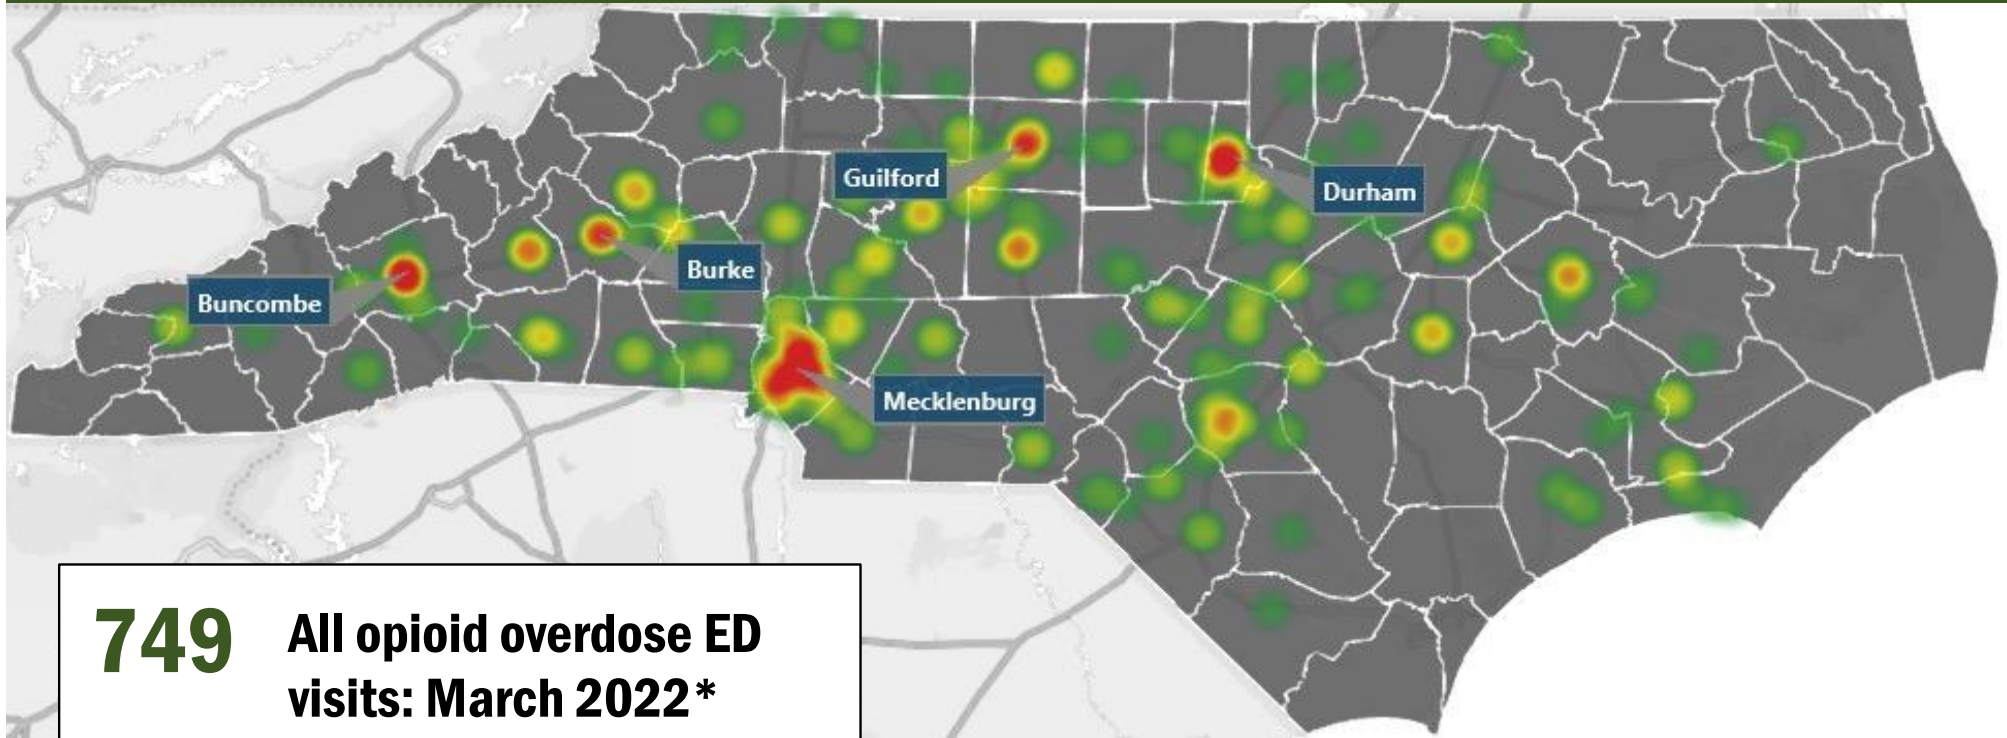 Guilford
Durham
Burke
Buncombe
Mecklenburg
749
All opioid overdose ED
visits: March 2022*